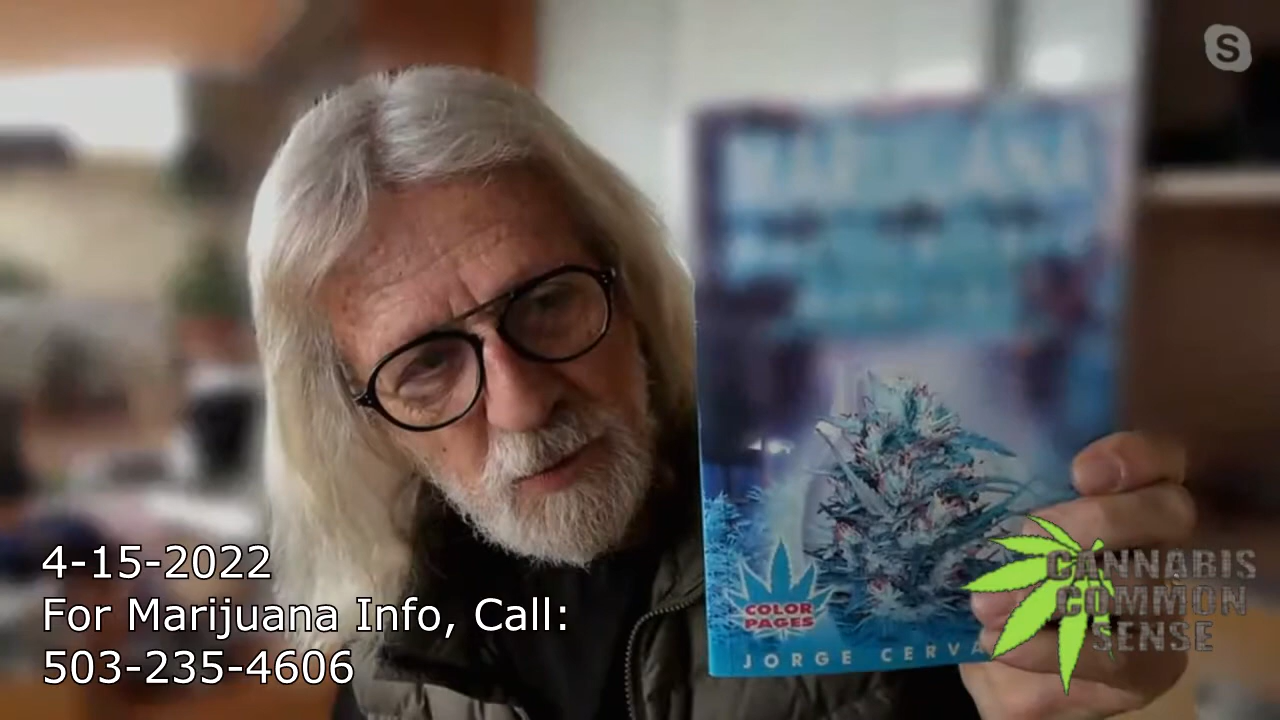 MARIJUANA
COLOR
PAGES
JORGE CERVA
4-15-2022
For Marijuana Info, Call:
503-235-4606
CANNABIS
COMMON
SENSE
S